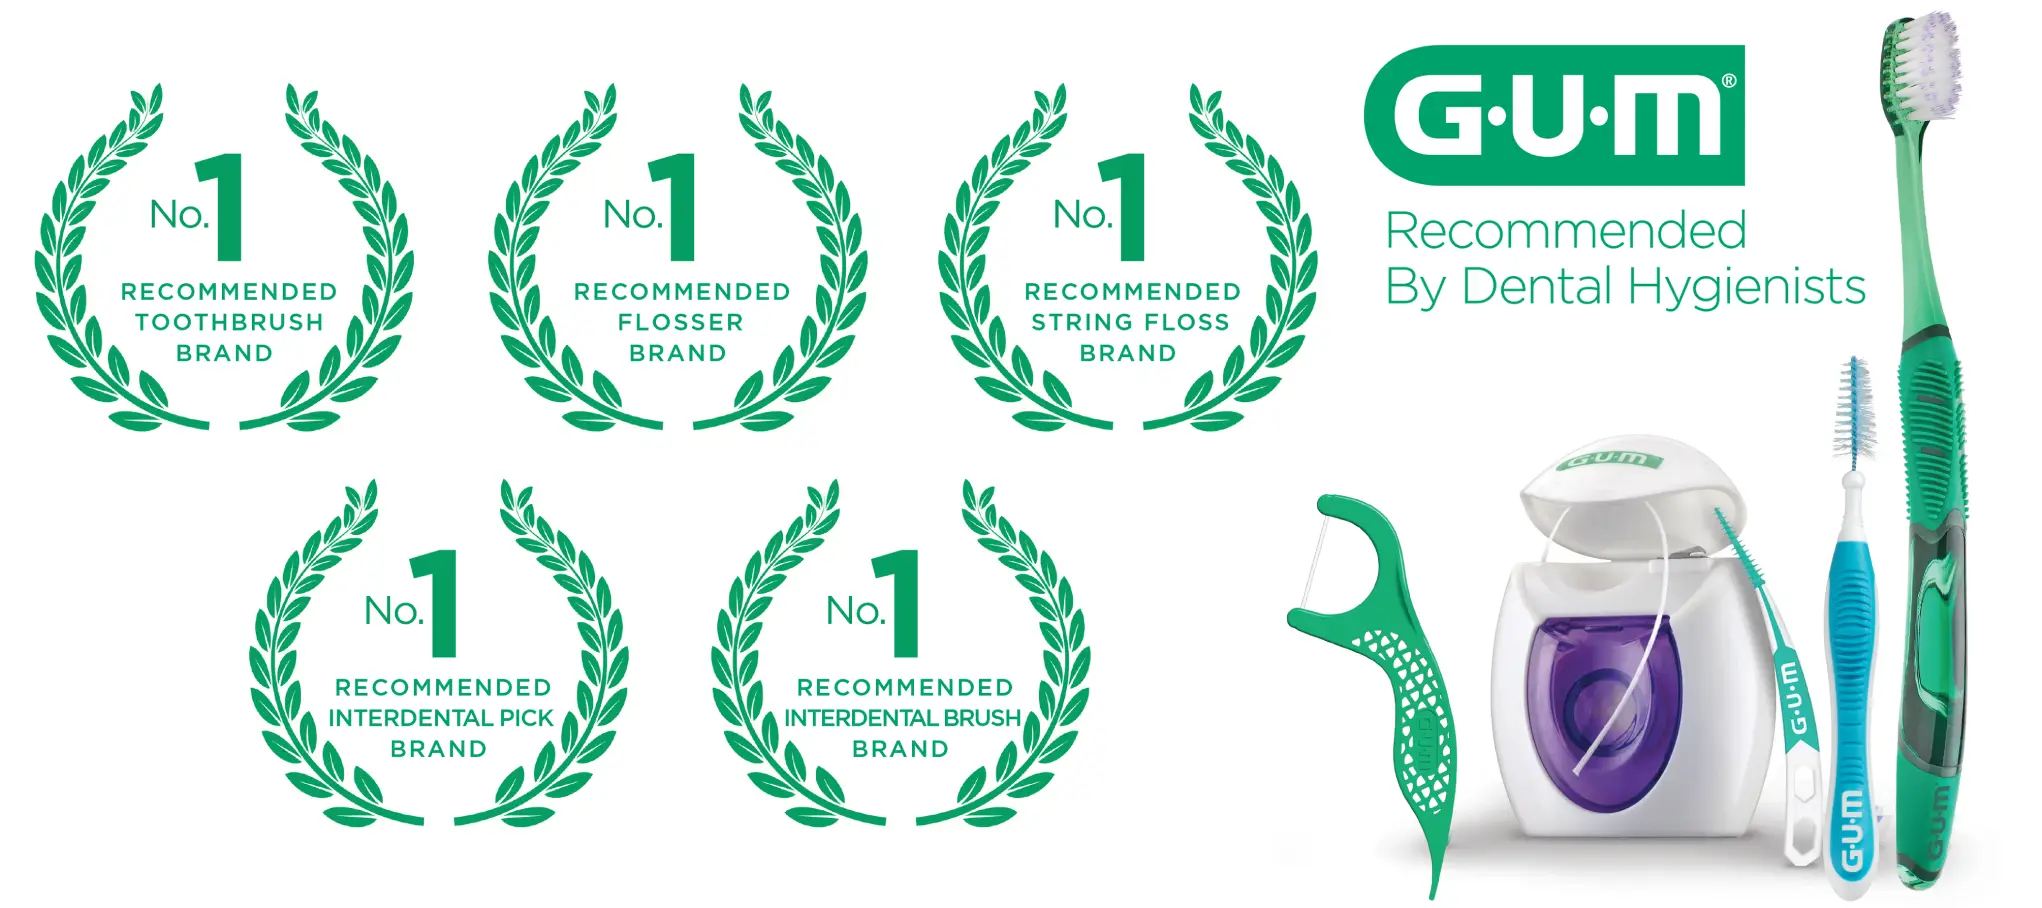 No. 1
RECOMMENDED
TOOTHBRUSH
BRAND
No. 1
RECOMMENDED
FLOSSER
BRAND
No. 1
RECOMMENDED
STRING FLOSS
BRAND
G·U·M®
Recommended
By Dental Hygienists
No. 1
RECOMMENDED
INTERDENTAL PICK
BRAND
No. 1
RECOMMENDED
INTERDENTAL BRUSH
BRAND
G·U·M
G·U·M
G·U·M
G·U·M
G·U·M